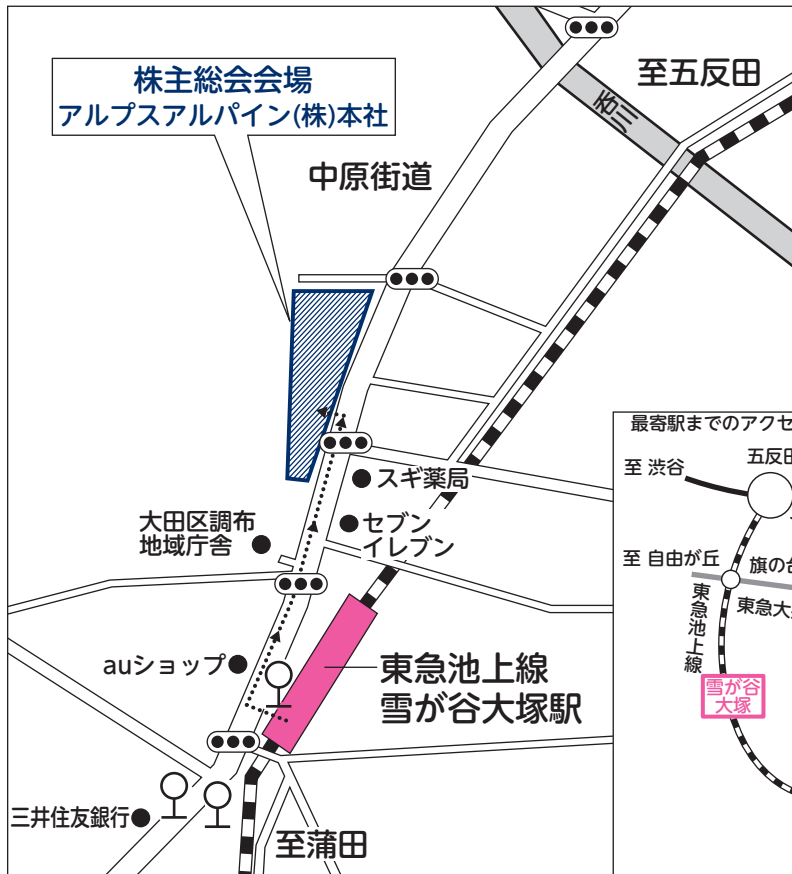 株主総会会場
アルプスアルパイン(株)本社
至五反田
呑川
中原街道
スギ薬局
大田区調布
地域庁舎
セブン
イレブン
auショップ
東急池上線
雪が谷大塚駅
三井住友銀行
至蒲田
最寄駅までのアクセ
至 渋谷
五反田
至 自由が丘
旗の台
東急大
東急池上線
雪が谷
大塚